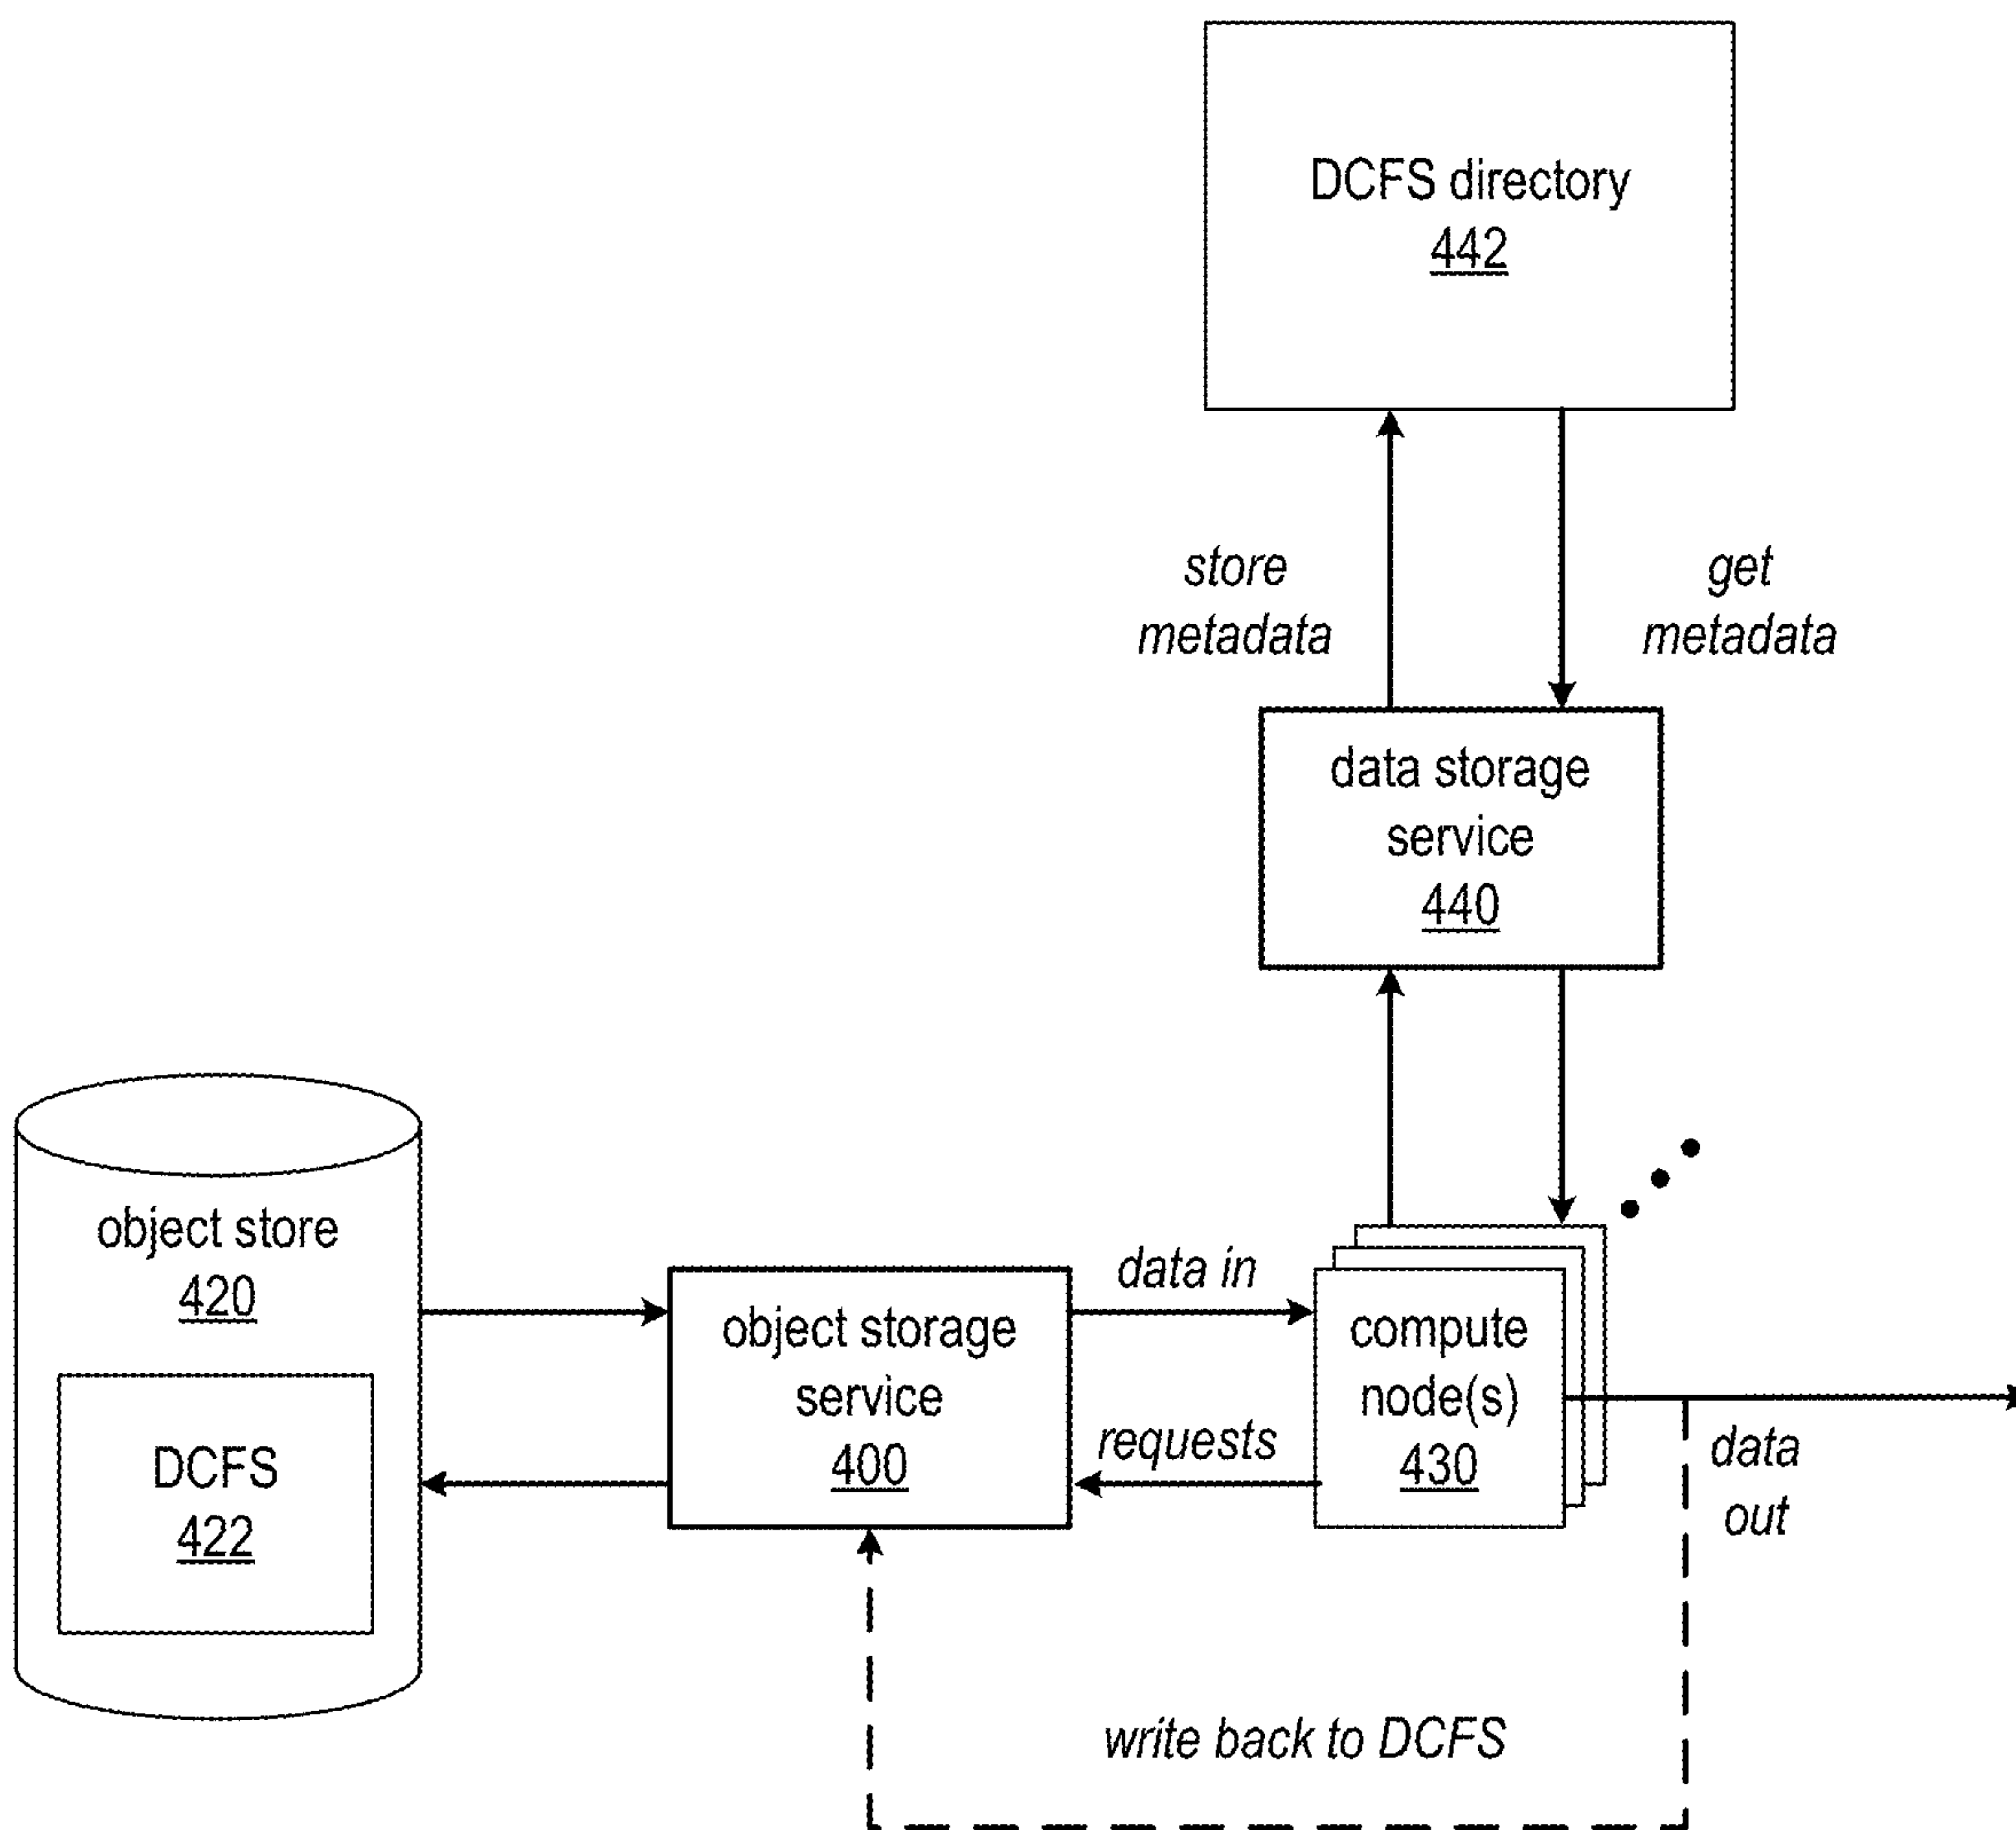 DCFS directory
442
store
metadata
get
metadata
data storage
service
440
object store
420
DCFS
422
object storage
service
400
data in
requests
compute
node(s)
430
data
out
write back to DCFS